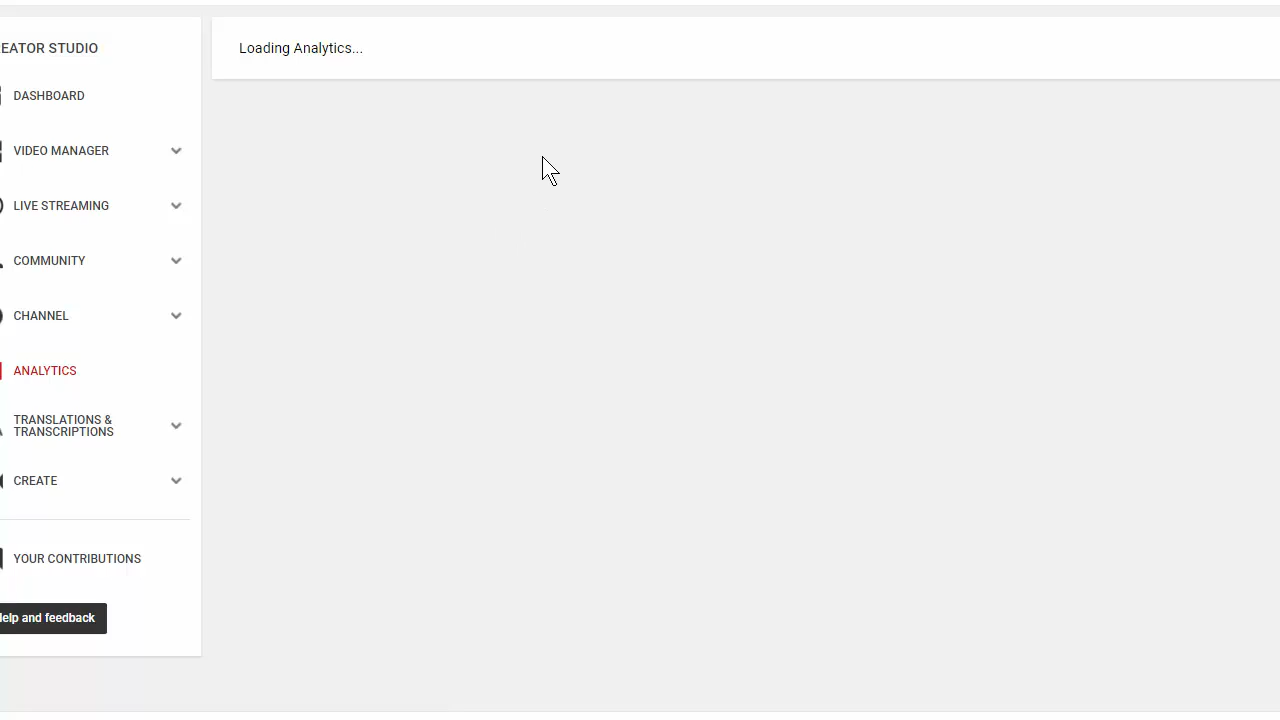 EATOR STUDIO
Loading Analytics...
DASHBOARD
VIDEO MANAGER
LIVE STREAMING
COMMUNITY
CHANNEL
ANALYTICS
TRANSLATIONS &
TRANSCRIPTIONS
CREATE
YOUR CONTRIBUTIONS
Help and feedback